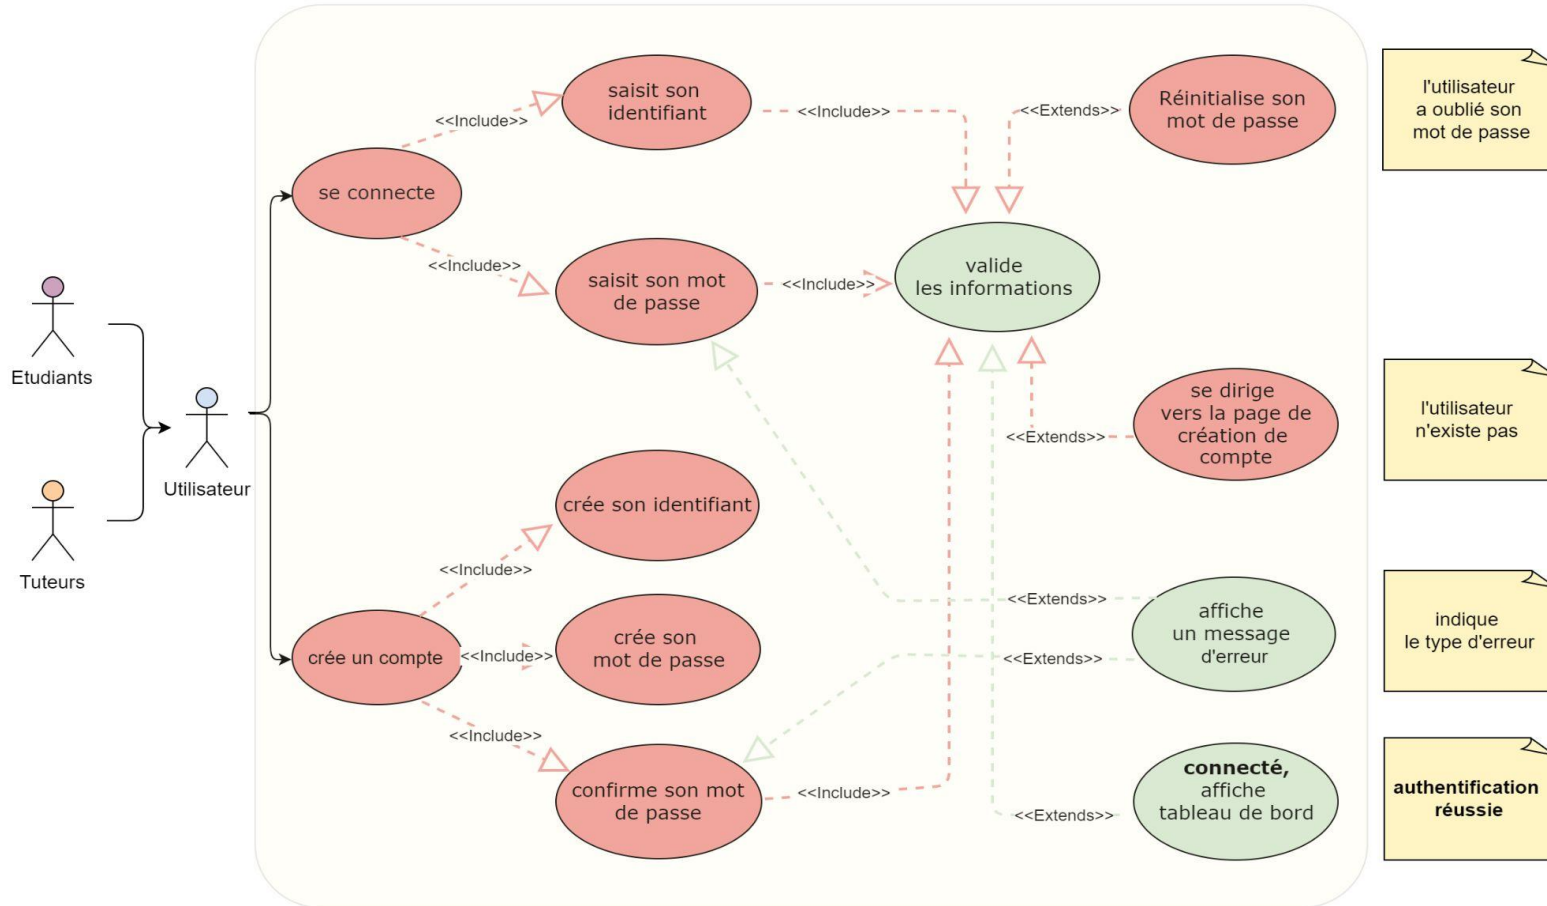 saisit son
identifiant
<<Include>>
<<Include>>
<<Extends>>
Réinitialise son
mot de passe
l'utilisateur
a oublié son
mot de passe
se connecte
<<Include>>
saisit son mot
de passe
<<Include>>
valide
les informations
Etudiants
Utilisateur
Tuteurs
se dirige
vers la page de
création de
compte
<<Extends>>
l'utilisateur
n'existe pas
crée son identifiant
<<Include>>
crée un compte
<<Include>>
crée son
mot de passe
<<Extends>>
<<Extends>>
affiche
un message
d'erreur
indique
le type d'erreur
<<Include>>
confirme son mot
de passe
<<Include>>
<<Extends>>
connecté,
affiche
tableau de bord
authentification
réussie